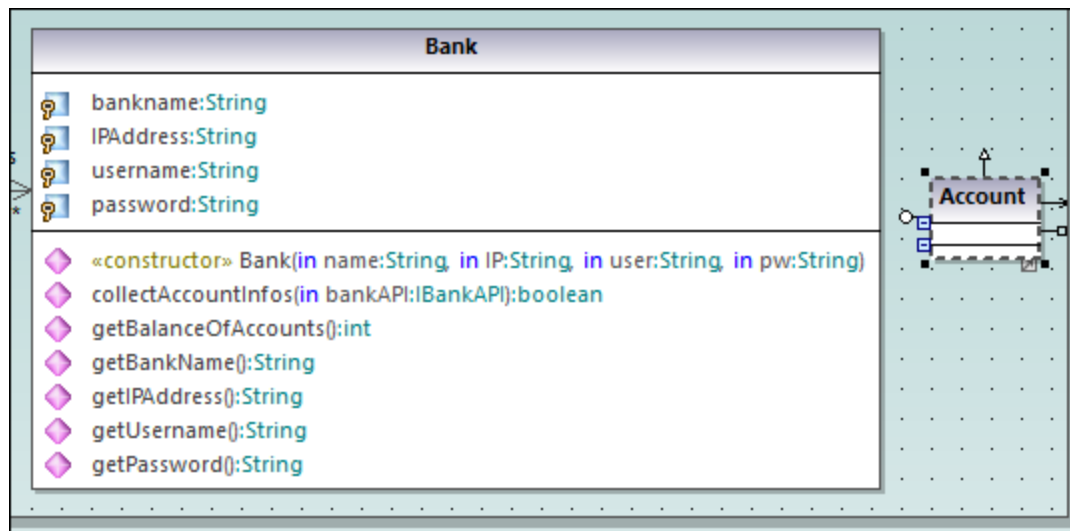 Bank
bankname:String
IPAddress:String
username:String
password:String
s
*
«constructor» Bank(in name:String, in IP:String, in user:String, in pw:String)
collectAccountInfos(in bankAPI:IBankAPI):boolean
getBalanceOfAccounts():int
getBankName():String
getIPAddress():String
getUsername():String
getPassword():String
Account